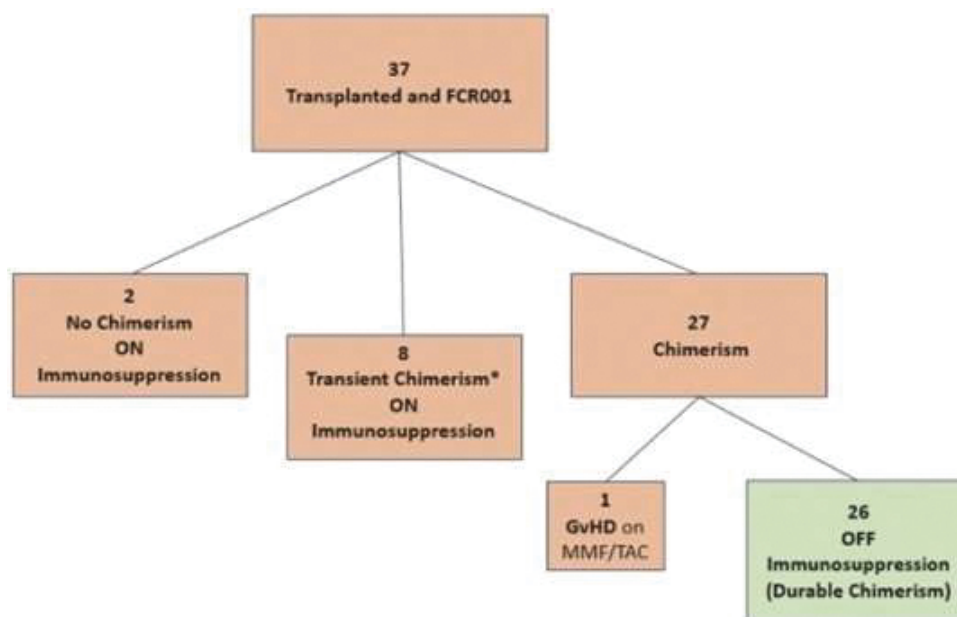 37
Transplanted and FCR001
2
No Chimerism
ON
Immunosuppression
8
Transient Chimerism*
ON
Immunosuppression
27
Chimerism
1
GvHD on
MMF/TAC
26
OFF
Immunosuppression
(Durable Chimerism)